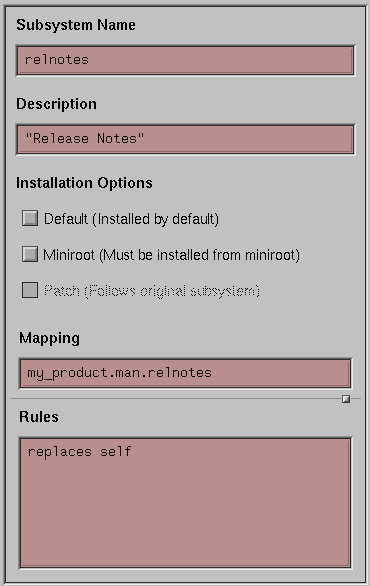 Subsystem Name
relnotes
Description
"Release Notes"
Installation Options
Default (Installed by default)
Miniroot (Must be installed from miniroot)
Patch (Follows original subsystem)
Mapping
my_product.man.relnotes
Rules
replaces self